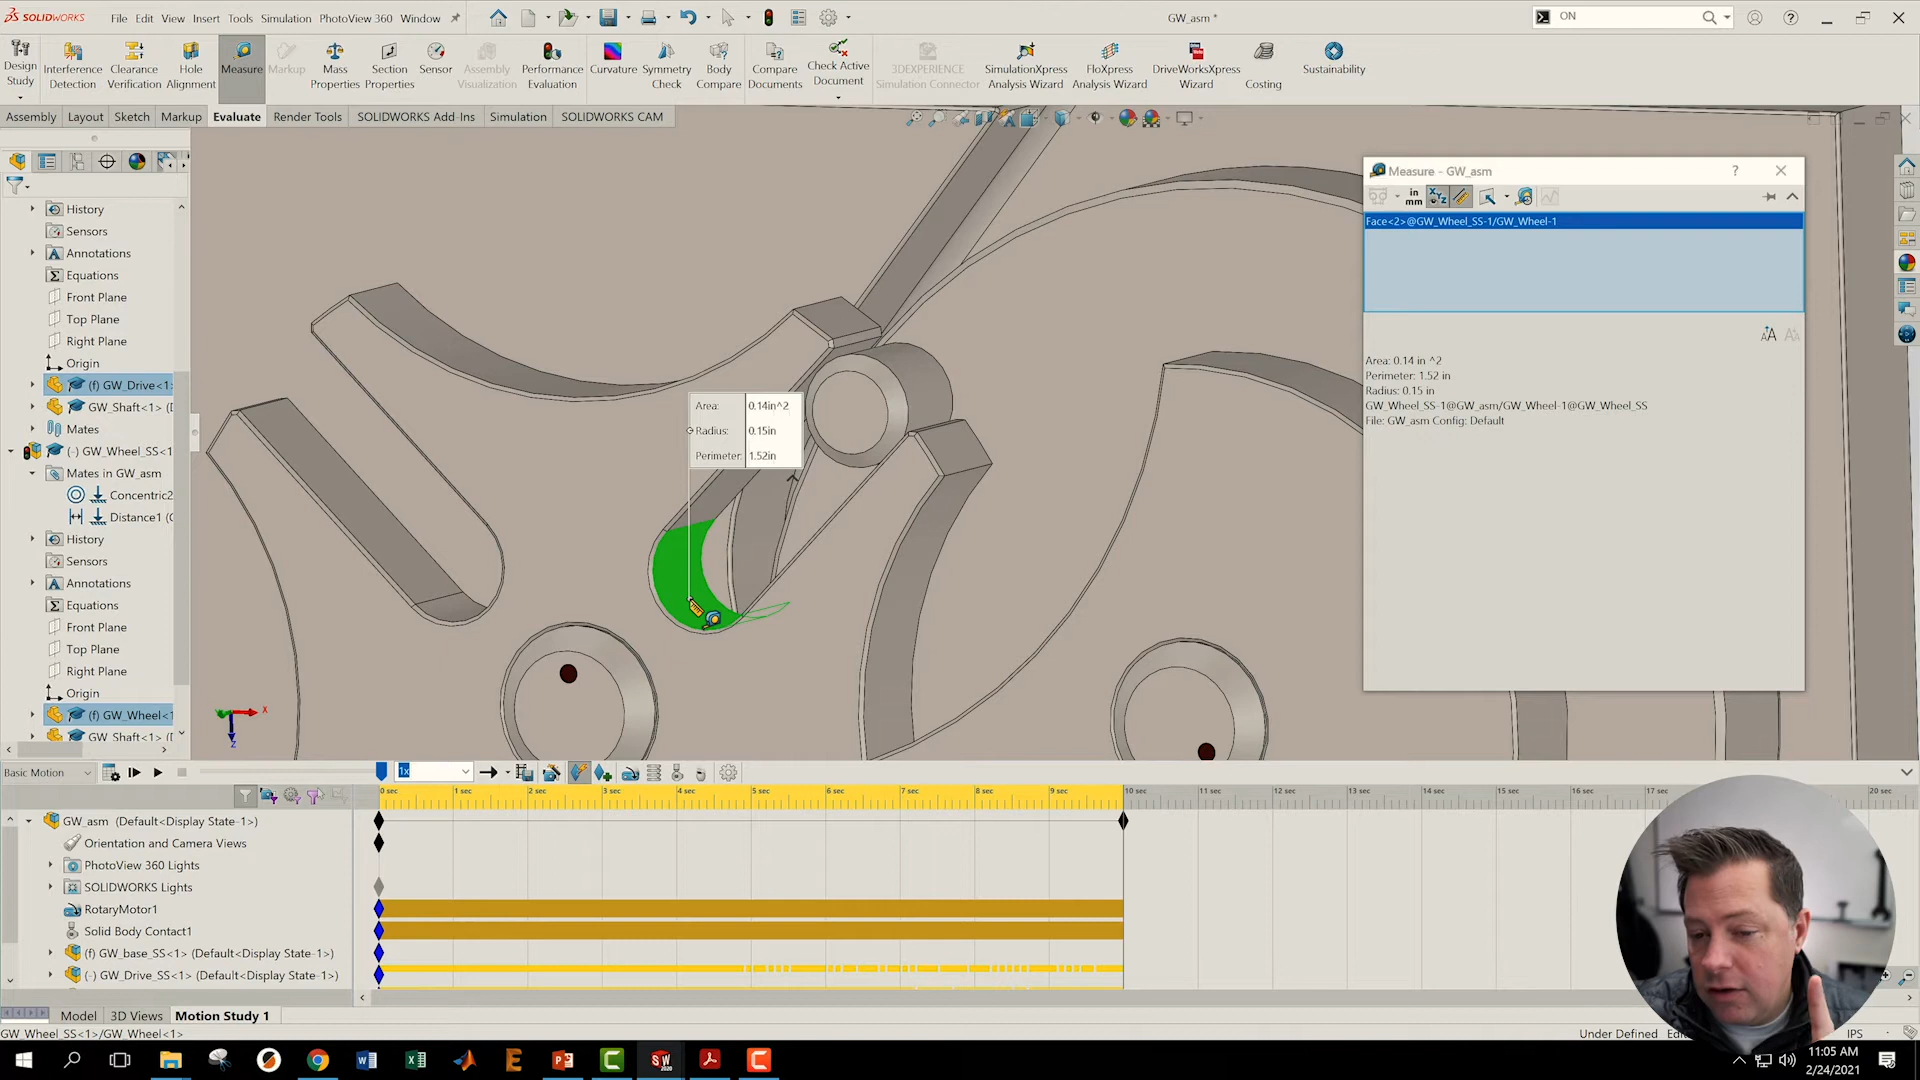 SOLIDWORKS
File Edit View Insert Tools Simulation PhotoView 360 Window
GW_asm *
ON
Design Study
Interference Detection
Clearance Verification
Hole Alignment
Measure
Markup
Mass Properties
Section Properties
Sensor
Assembly Visualization
Performance Evaluation
Curvature
Symmetry Check
Body Compare
Compare Documents
Check Active Document
3DEXPERIENCE Simulation Connector
SimulationXpress Analysis Wizard
FloXpress Analysis Wizard
DriveWorksXpress Wizard
Costing
Sustainability
Assembly Layout Sketch Markup Evaluate Render Tools SOLIDWORKS Add-Ins Simulation SOLIDWORKS CAM
History
Sensors
Annotations
Equations
Front Plane
Top Plane
Right Plane
Origin
(f) GW_Drive<1>
GW_Shaft<1> (D
Mates
(-) GW_Wheel_SS<1
Mates in GW_asm
Concentric2
Distance1 (G
History
Sensors
Annotations
Equations
Front Plane
Top Plane
Right Plane
Origin
(f) GW_Wheel<1
GW_Shaft<1> (D
Area: 0.14in^2
Radius: 0.15in
Perimeter: 1.52in
X
Z
Measure - GW_asm
?
in mm
XYZ
Face<2>@GW_Wheel_SS-1/GW_Wheel-1
Area: 0.14 in ^2
Perimeter: 1.52 in
Radius: 0.15 in
GW_Wheel_SS-1@GW_asm/GW_Wheel-1@GW_Wheel_SS
File: GW_asm Config: Default
Basic Motion
1x
0 sec 1 sec 2 sec 3 sec 4 sec 5 sec 6 sec 7 sec 8 sec 9 sec 10 sec 11 sec 12 sec 13 sec 14 sec 15 sec 16 sec 17 sec 20 sec
GW_asm (Default<Display State-1>)
Orientation and Camera Views
PhotoView 360 Lights
SOLIDWORKS Lights
RotaryMotor1
Solid Body Contact1
(f) GW_base_SS<1> (Default<Display State-1>)
(-) GW_Drive_SS<1> (Default<Display State-1>)
Model 3D Views Motion Study 1
GW_Wheel_SS<1>/GW_Wheel<1>
Under Defined
IPS
11:05 AM
2/24/2021